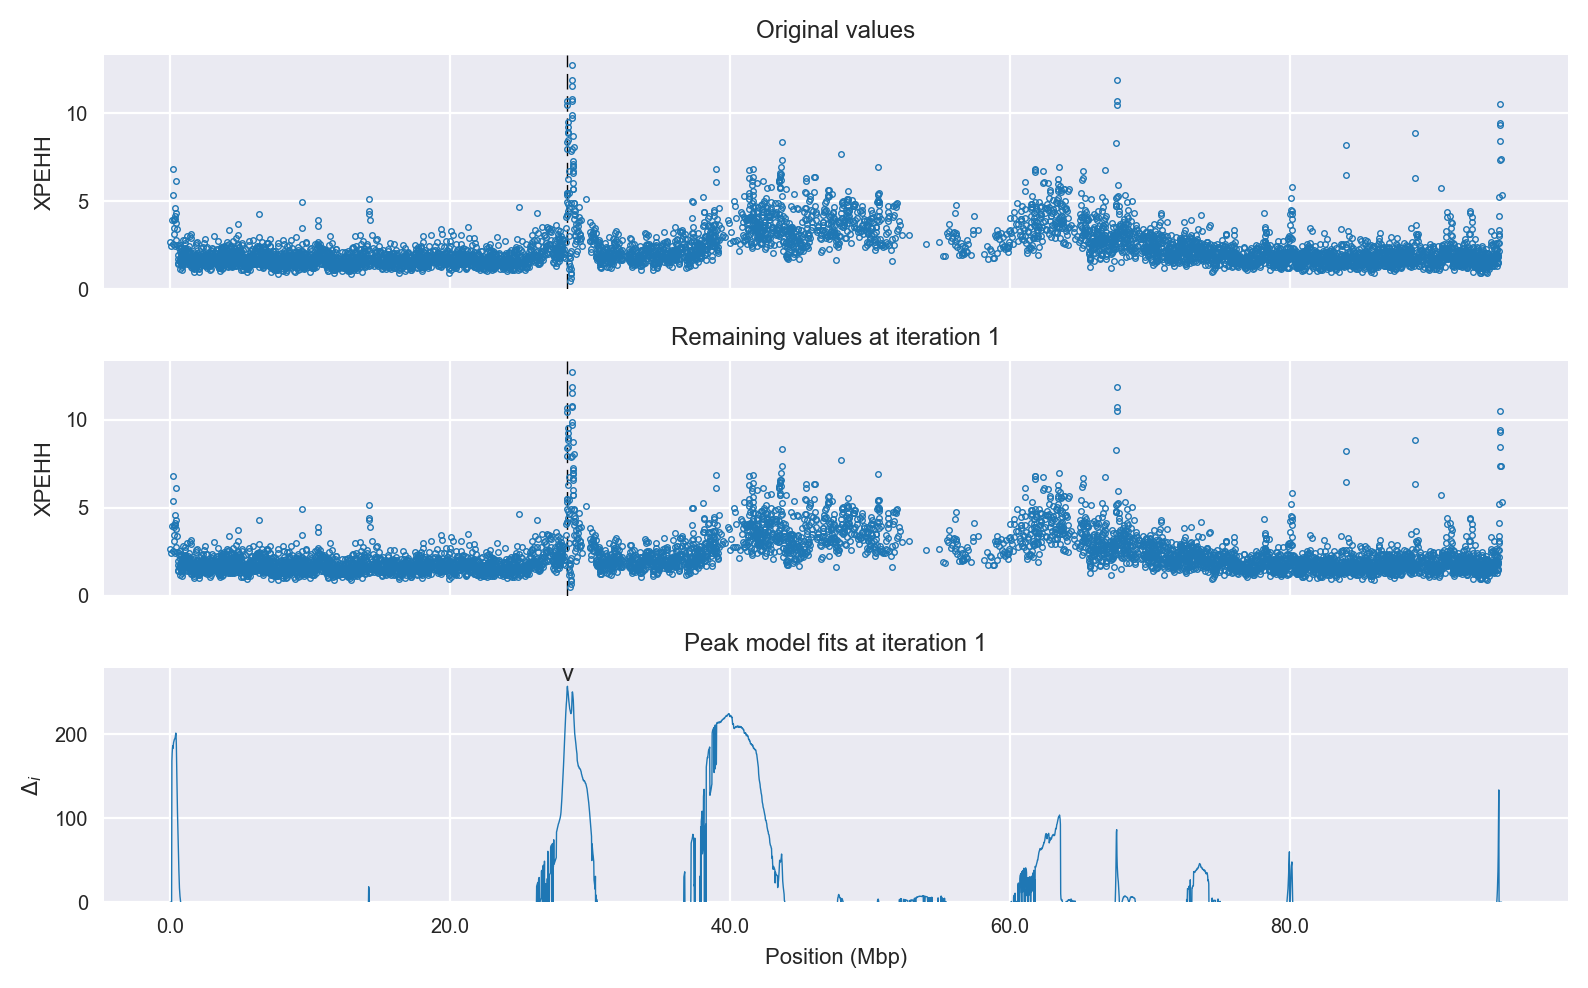 Original values
XPEHH
10
5
0
Remaining values at iteration 1
XPEHH
10
5
0
Peak model fits at iteration 1
v
Δi
200
100
0
0.0 20.0 40.0 60.0 80.0
Position (Mbp)